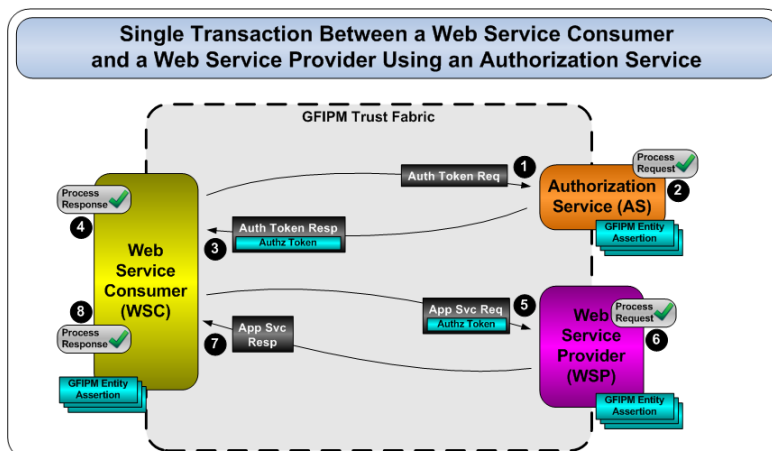 Single Transaction Between a Web Service Consumer
and a Web Service Provider Using an Authorization Service
GFIPM Trust Fabric
1
Auth Token Req
Process
Request
2
Authorization
Service (AS)
GFIPM Entity
Assertion
Process
Response
4
Auth Token Resp
Authz Token
3
Web
Service
Consumer
(WSC)
5
App Svc Req
Authz Token
Process
Request
6
Web
Service
Provider
(WSP)
8
Process
Response
7
App Svc
Resp
GFIPM Entity
Assertion
GFIPM Entity
Assertion